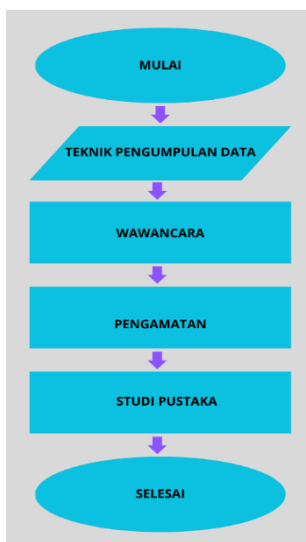 MULAI
TEKNIK PENGUMPULAN DATA
WAWANCARA
PENGAMATAN
STUDI PUSTAKA
SELESAI